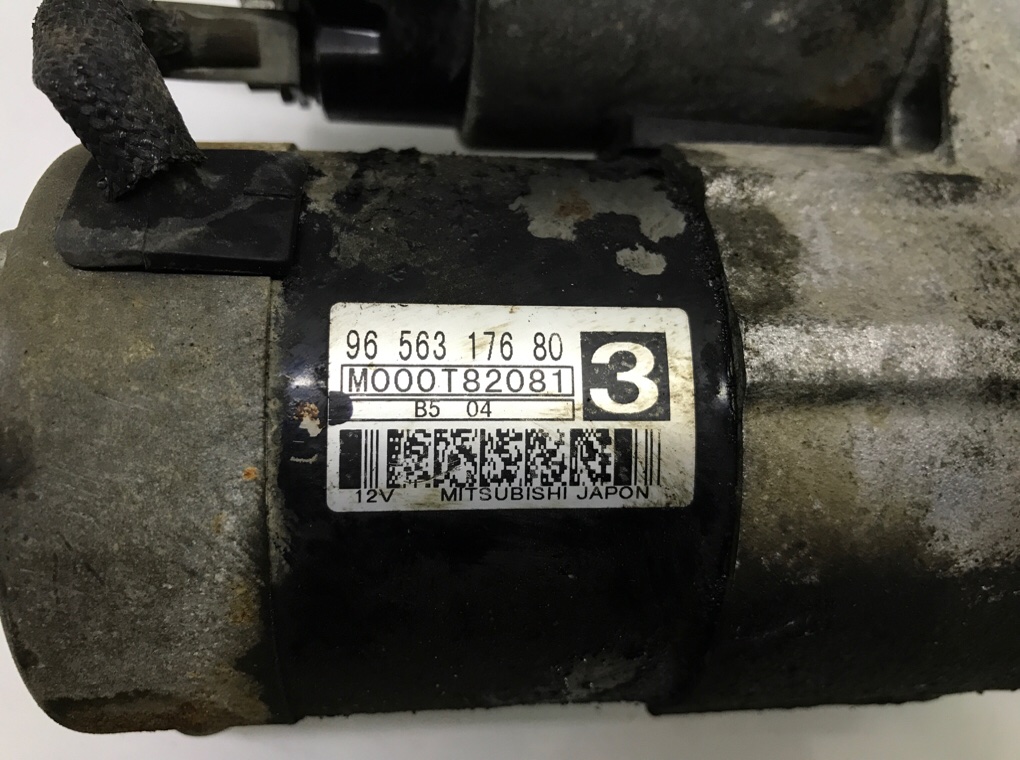 96 563 176 80
3
M000T82081
B5 04
12V MITSUBISHI JAPON